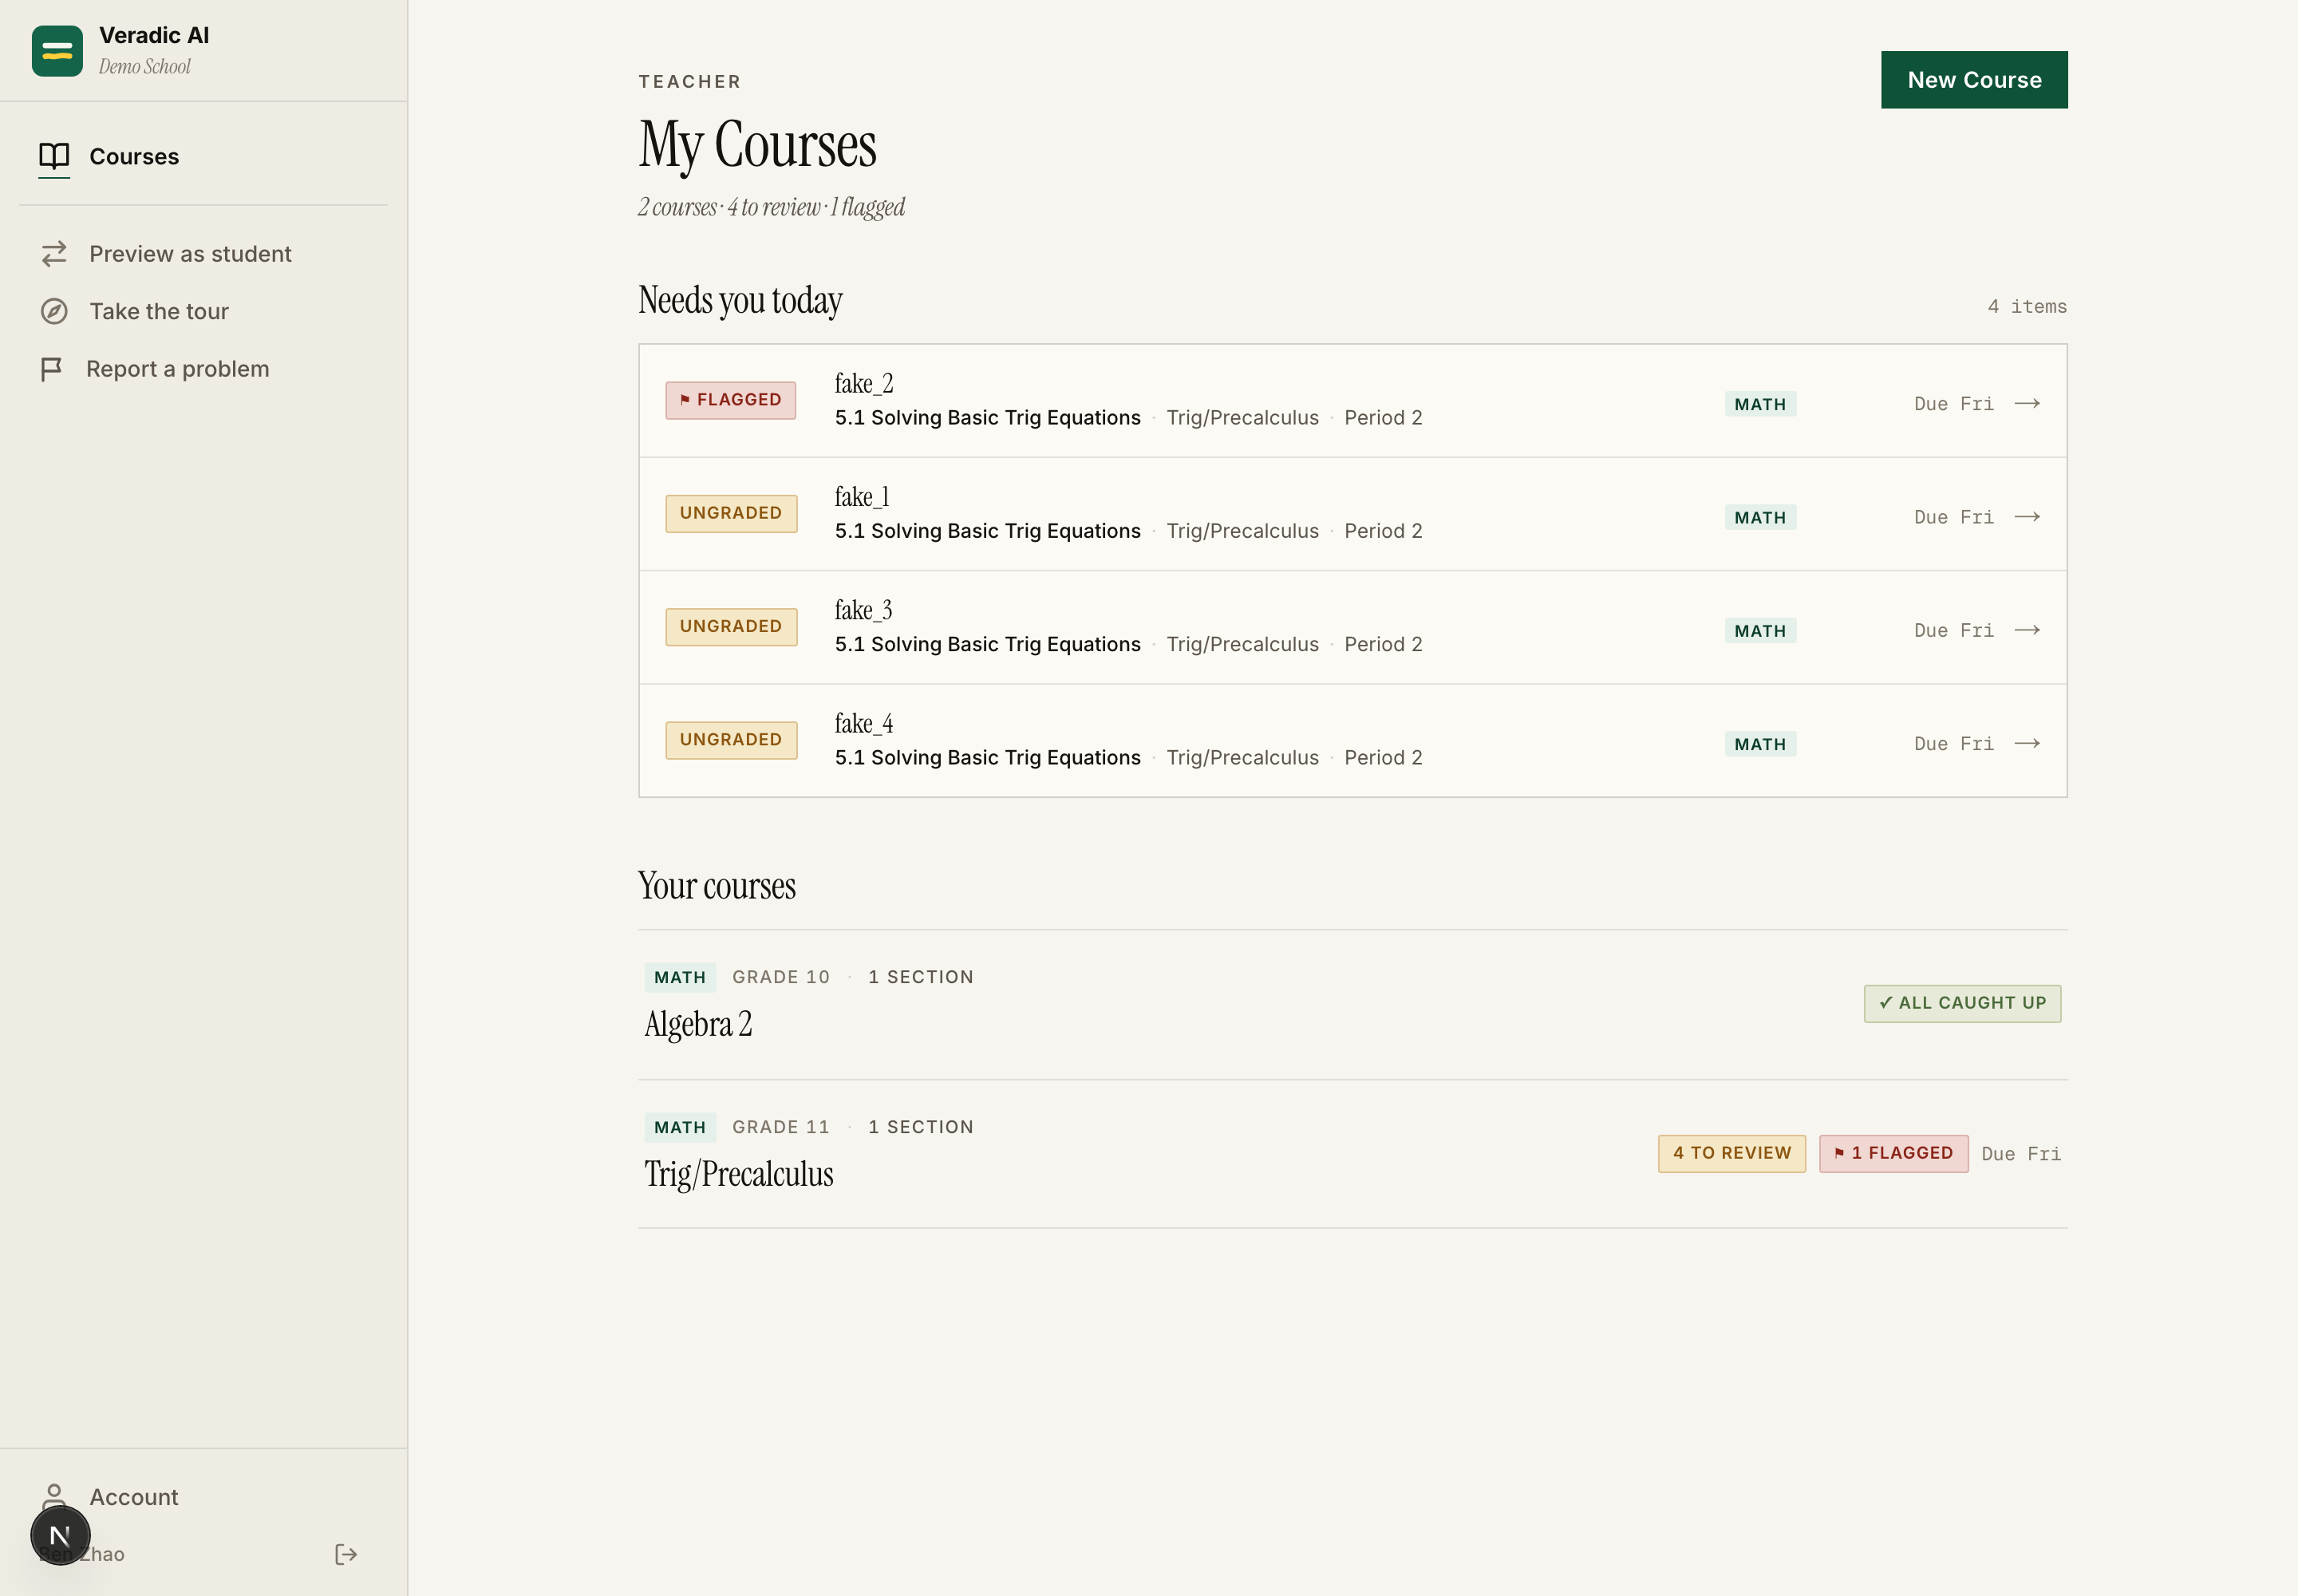 Veradic AI
Demo School
Courses
Preview as student
Take the tour
Report a problem
Account
N
Ben Zhao
TEACHER
New Course
My Courses
2 courses · 4 to review · 1 flagged
Needs you today
4 items
FLAGGED
fake_2
5.1 Solving Basic Trig Equations · Trig/Precalculus · Period 2
MATH
Due Fri →
UNGRADED
fake_1
5.1 Solving Basic Trig Equations · Trig/Precalculus · Period 2
MATH
Due Fri →
UNGRADED
fake_3
5.1 Solving Basic Trig Equations · Trig/Precalculus · Period 2
MATH
Due Fri →
UNGRADED
fake_4
5.1 Solving Basic Trig Equations · Trig/Precalculus · Period 2
MATH
Due Fri →
Your courses
MATH GRADE 10 · 1 SECTION
Algebra 2
✓ ALL CAUGHT UP
MATH GRADE 11 · 1 SECTION
Trig/Precalculus
4 TO REVIEW
1 FLAGGED
Due Fri